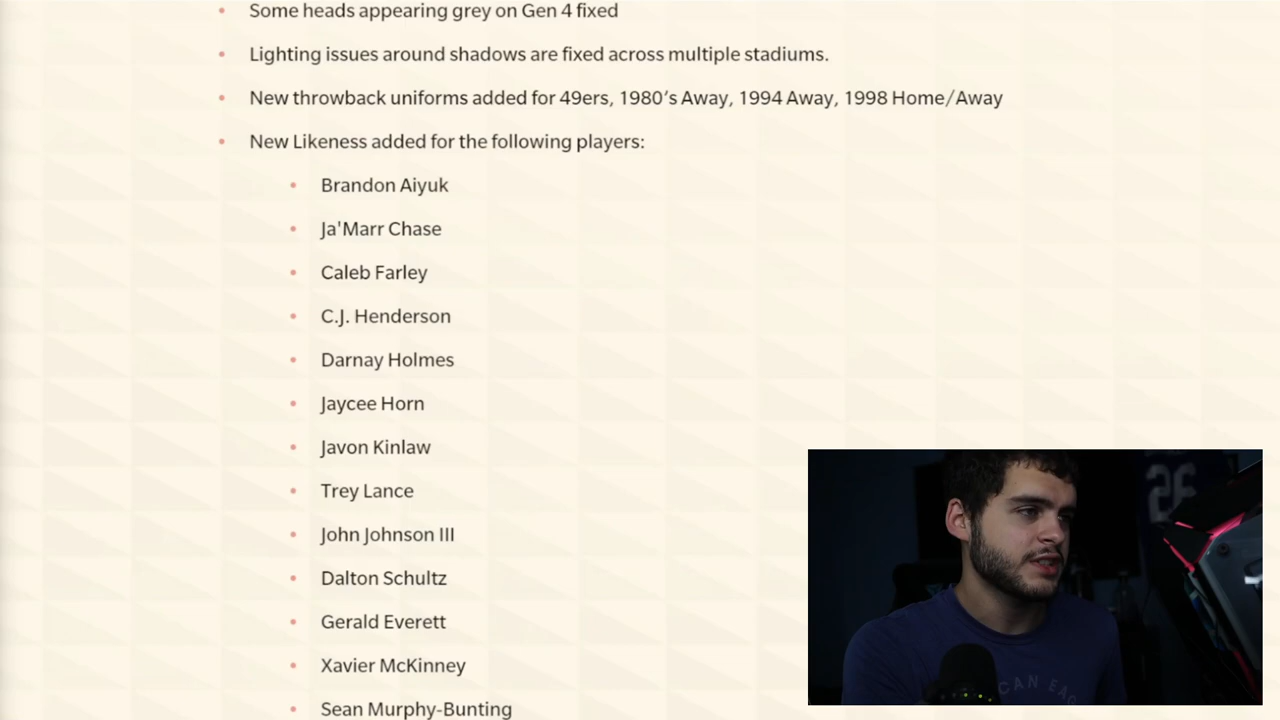 Some heads appearing grey on Gen 4 fixed
Lighting issues around shadows are fixed across multiple stadiums.
New throwback uniforms added for 49ers, 1980's Away, 1994 Away, 1998 Home/Away
New Likeness added for the following players:
Brandon Aiyuk
Ja'Marr Chase
Caleb Farley
C.J. Henderson
Darnay Holmes
Jaycee Horn
Javon Kinlaw
Trey Lance
John Johnson III
Dalton Schultz
Gerald Everett
Xavier McKinney
Sean Murphy-Bunting
26
CAN EAG